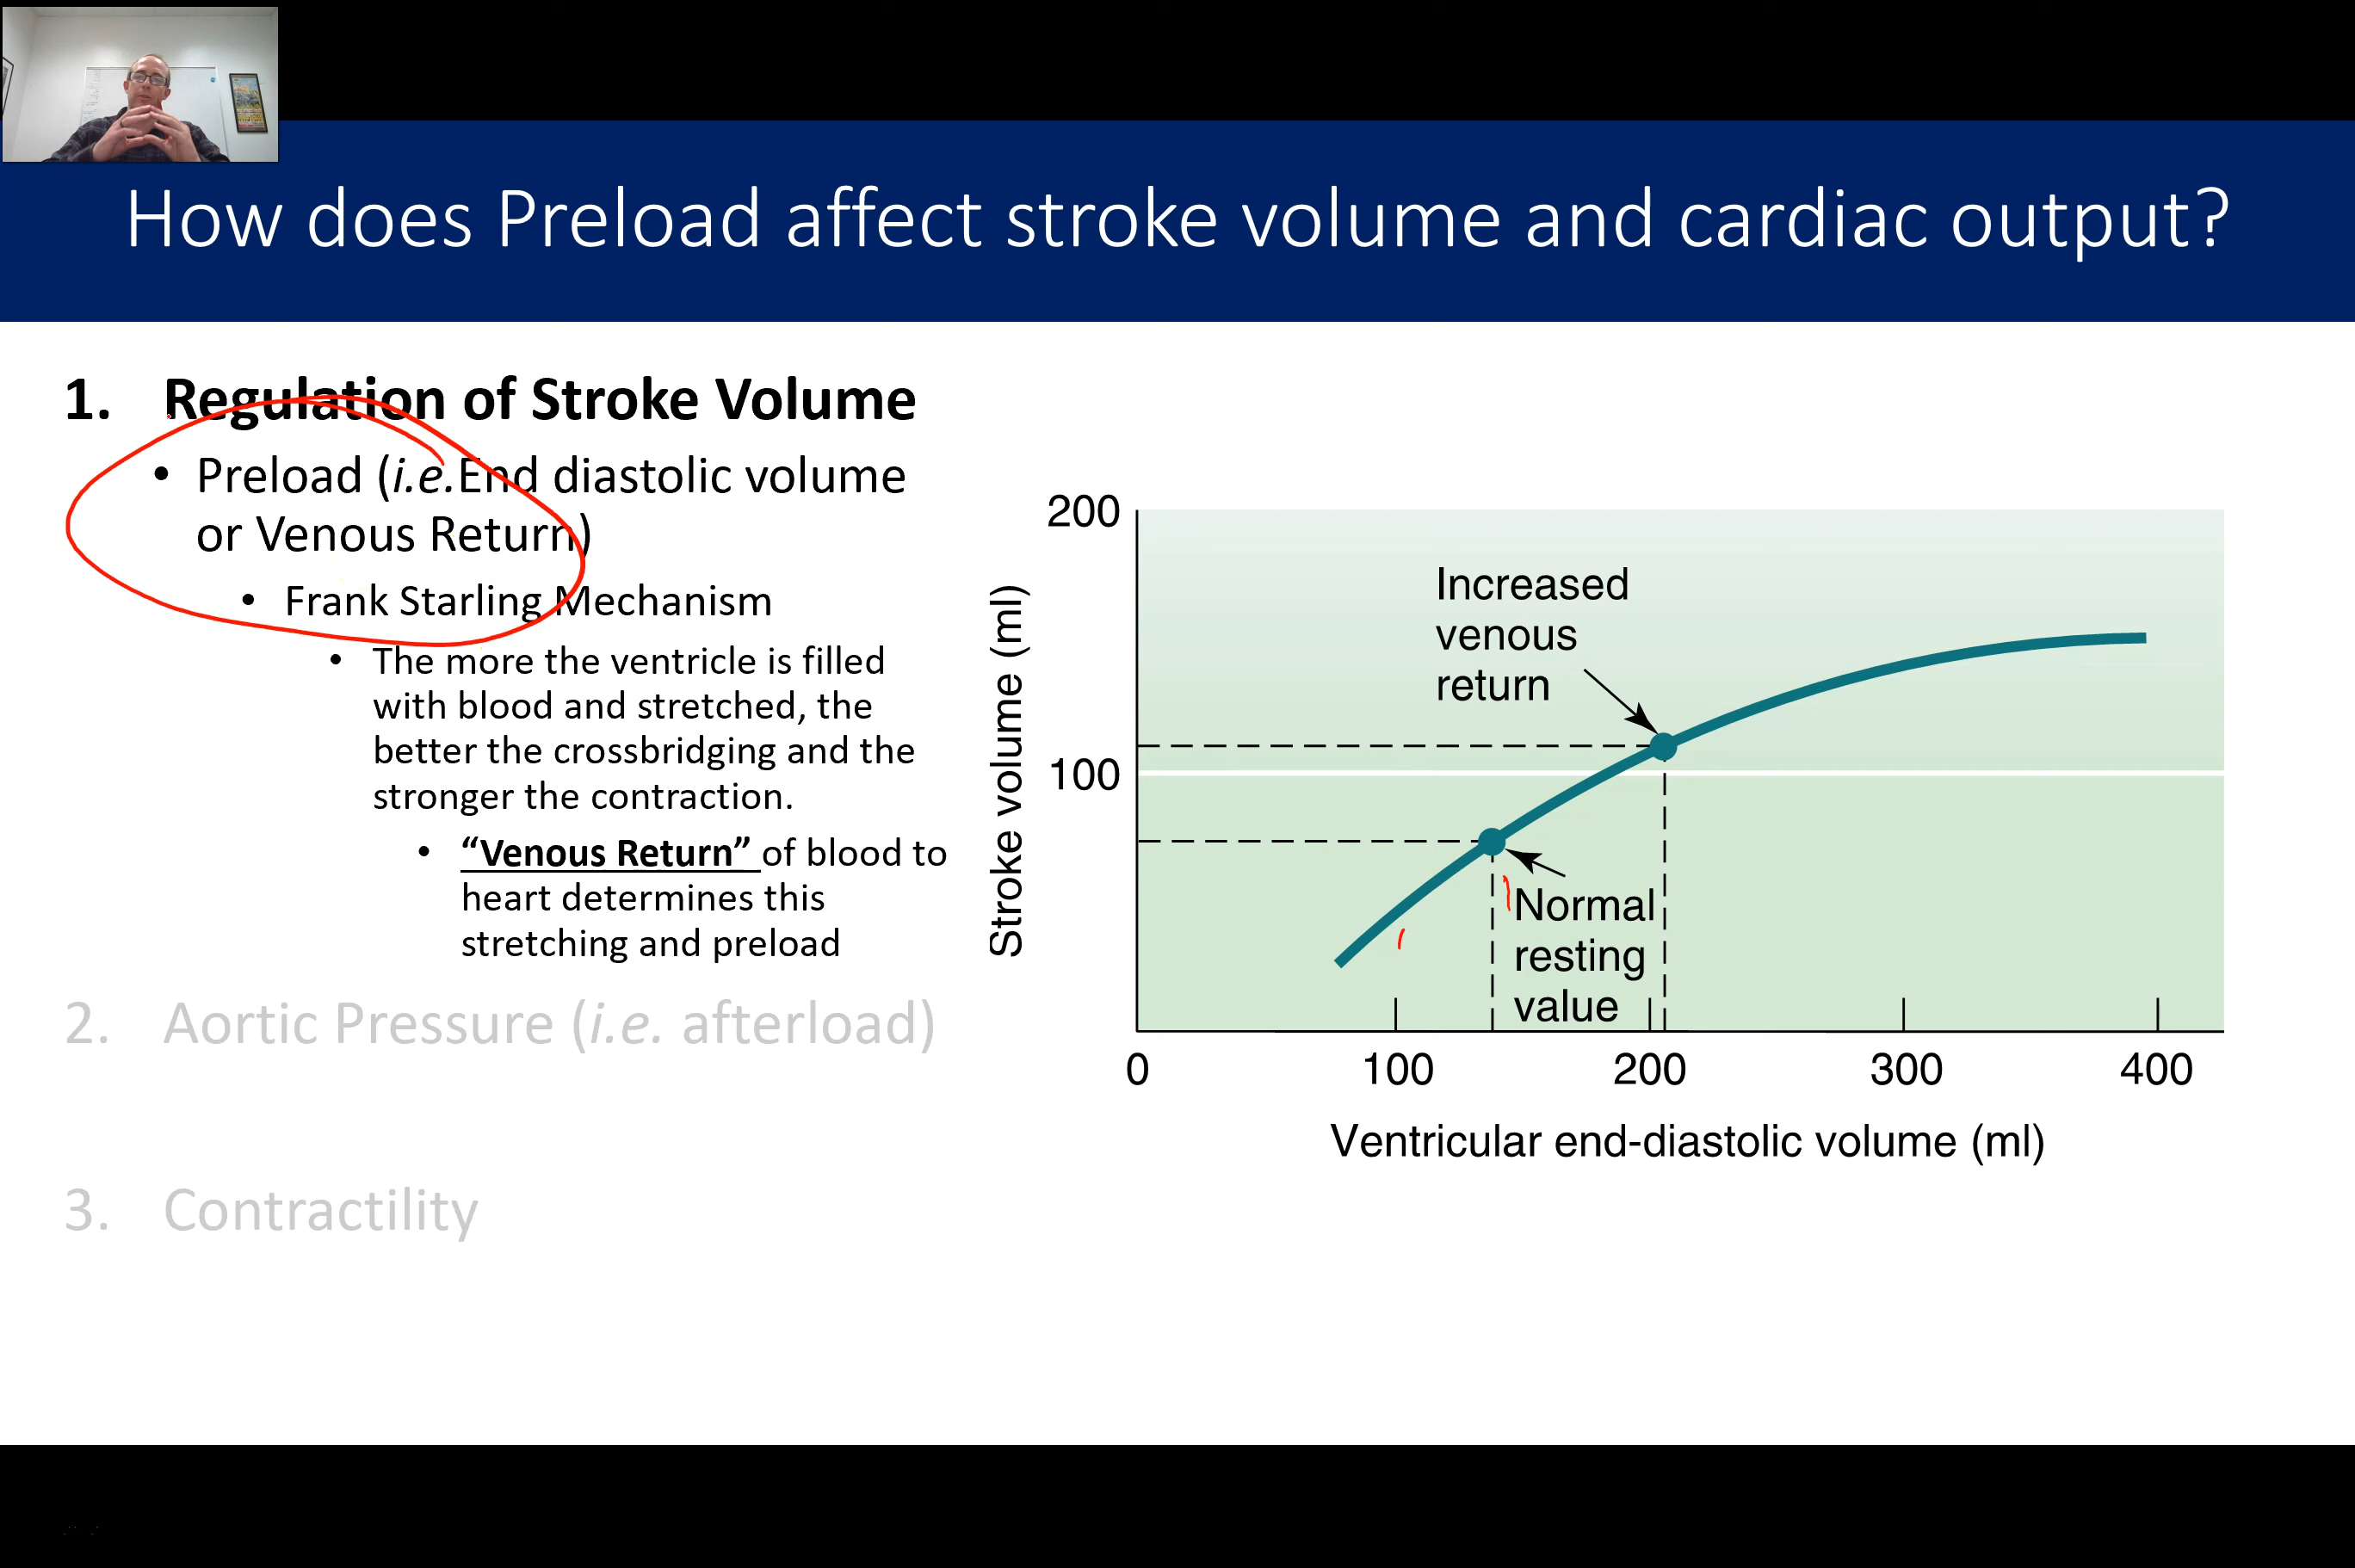 How does Preload affect stroke volume and cardiac output?
1. Regulation of Stroke Volume
• Preload (i.e.End diastolic volume
or Venous Return)
• Frank Starling Mechanism
• The more the ventricle is filled
with blood and stretched, the
better the crossbridging and the
stronger the contraction.
• “Venous Return” of blood to
heart determines this
stretching and preload
2. Aortic Pressure (i.e. afterload)
3. Contractility
Stroke volume (ml)
200
100
Increased
venous
return
Normal
resting
value
0 100 200 300 400
Ventricular end-diastolic volume (ml)